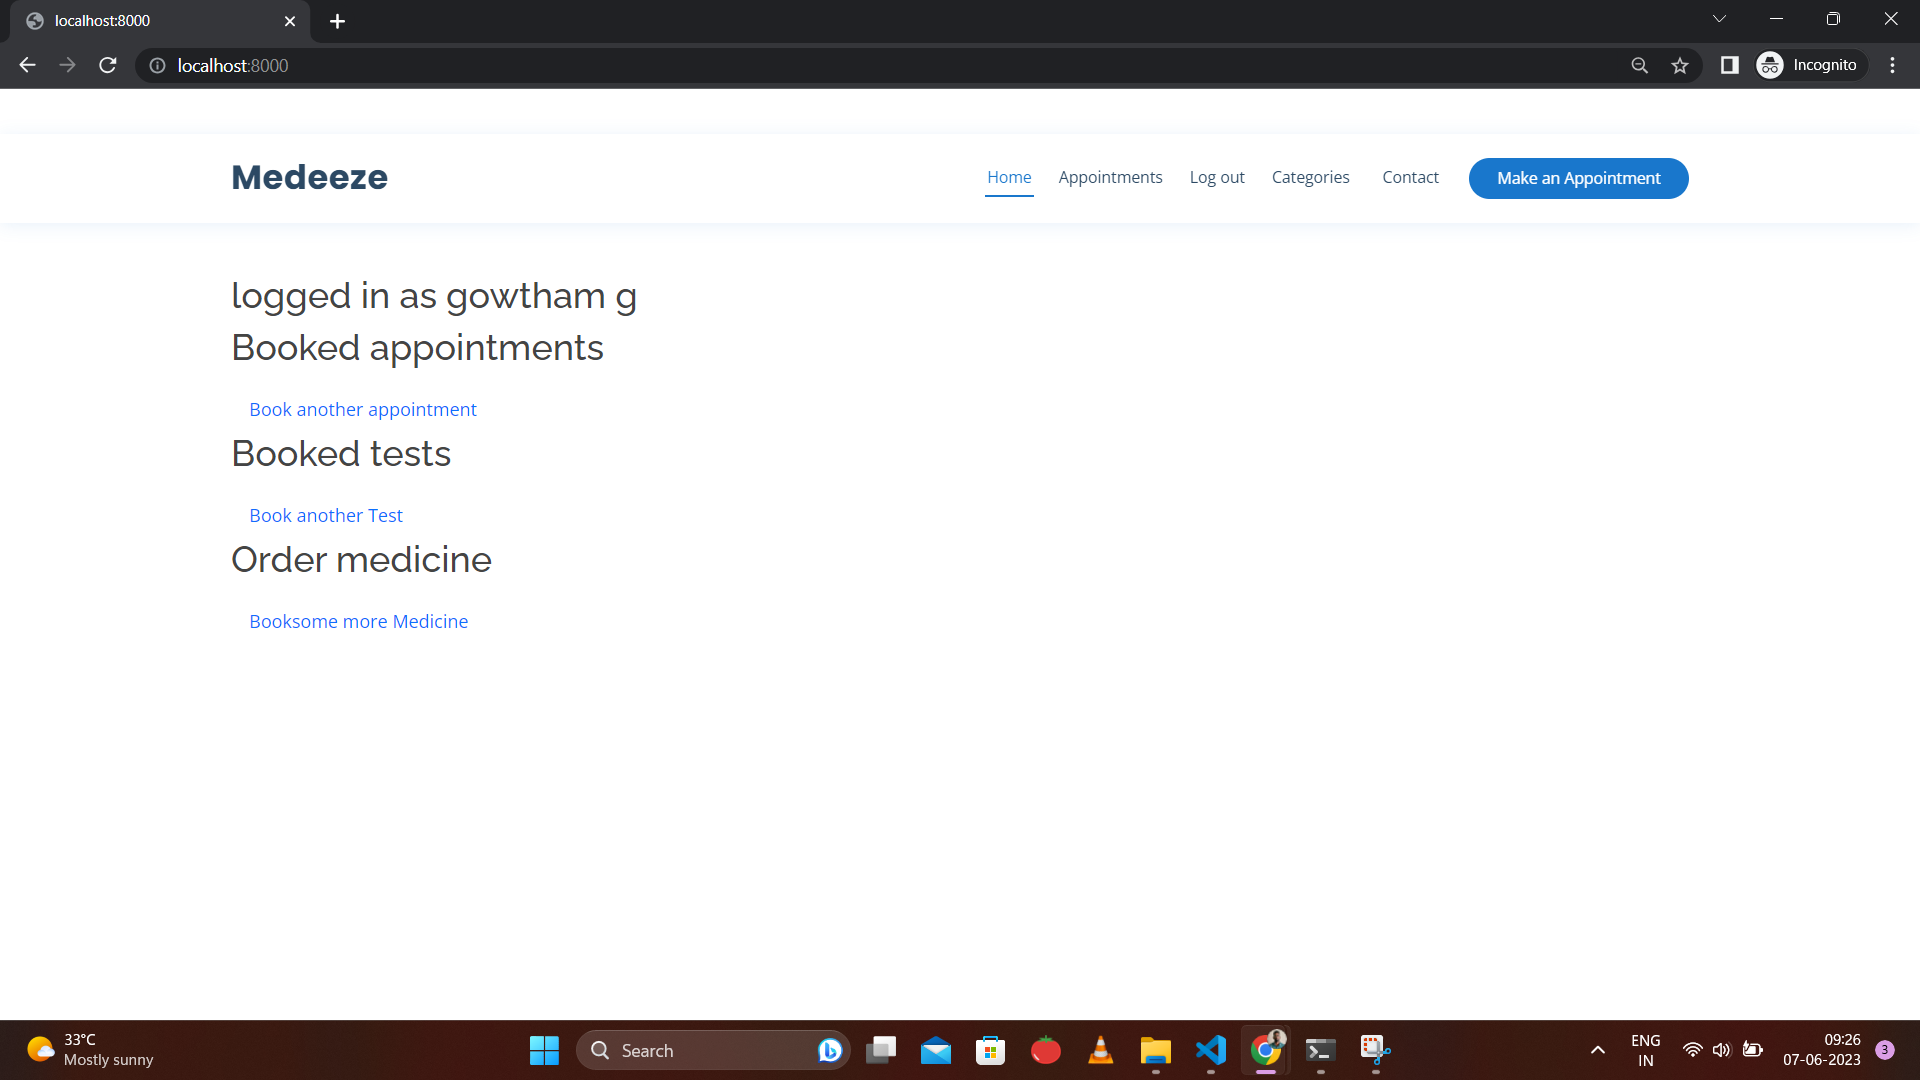 localhost:8000
localhost:8000
Incognito
Medeeze
Home Appointments Log out Categories Contact Make an Appointment
logged in as gowtham g
Booked appointments
Book another appointment
Booked tests
Book another Test
Order medicine
Booksome more Medicine
33°C
Mostly sunny
Search
ENG
IN
09:26
07-06-2023
3